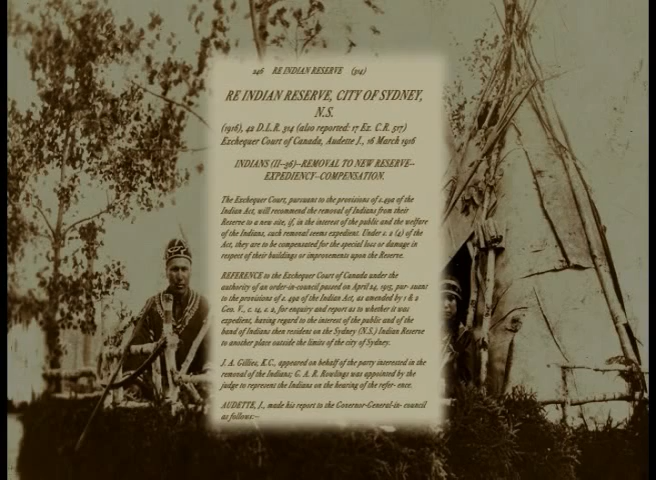 246 RE INDIAN RESERVE (314)
RE INDIAN RESERVE, CITY OF SYDNEY,
N.S.
(1916), 42 D.L.R. 314 (also reported: 17 Ex. C.R. 517)
Exchequer Court of Canada, Audette J., 16 March 1916
INDIANS (II–36)–REMOVAL TO NEW RESERVE–
EXPEDIENCY–COMPENSATION.
The Exchequer Court, pursuant to the provisions of s.49a of the
Indian Act, will recommend the removal of Indians from their
Reserve to a new site, if, in the interest of the public and the welfare
of the Indians, such removal seems expedient. Under s. 2 (4) of the
Act, they are to be compensated for the special loss or damage in
respect of their buildings or improvements upon the Reserve.
REFERENCE to the Exchequer Court of Canada under the
authority of an order-in-council passed on April 24, 1915, pur- suant
to the provisions of s. 49a of the Indian Act, as amended by 1 & 2
Geo. V., c. 14, s. 2, for enquiry and report as to whether it was
expedient, having regard to the interest of the public and of the
band of Indians then resident on the Sydney (N.S.) Indian Reserve
to another place outside the limits of the city of Sydney.
J. A. Gillies, K.C., appeared on behalf of the party interested in the
removal of the Indians; G. A. R. Rowlings was appointed by the
judge to represent the Indians on the hearing of the refer- ence.
AUDETTE, J., made his report to the Governor-General-in- council
as follows:–